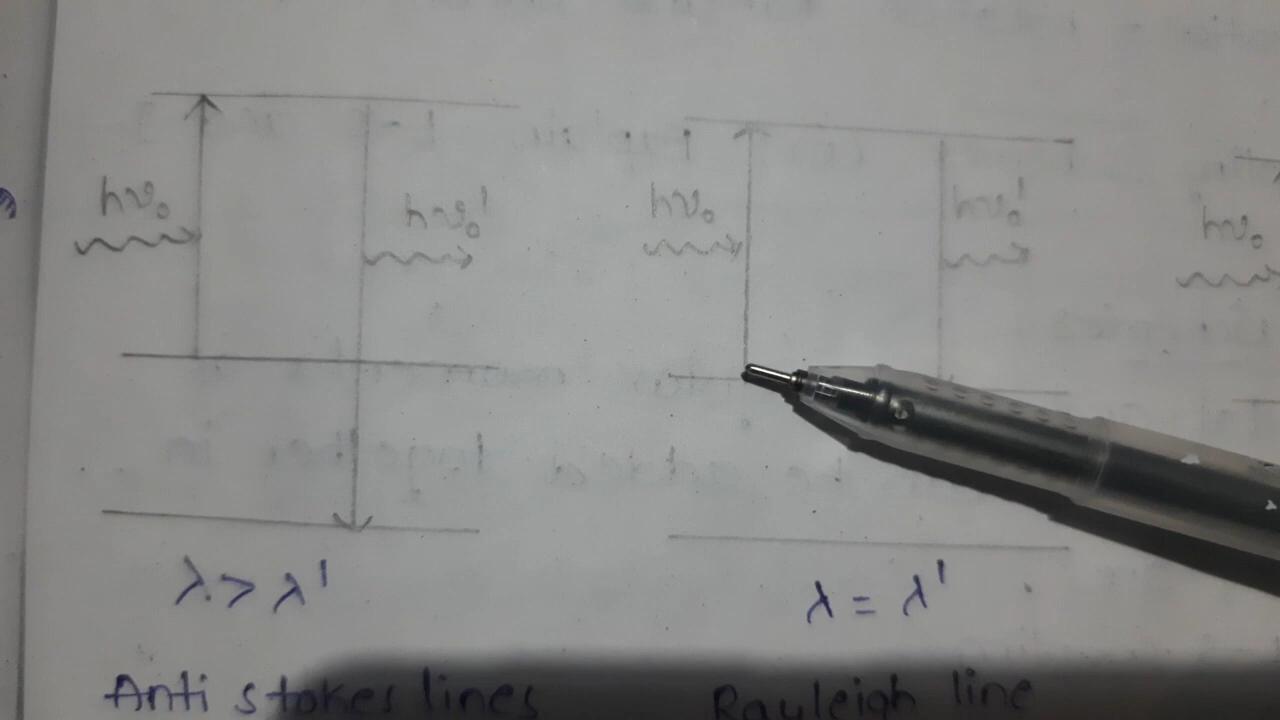 hν₀
hν₀'
hν₀
hν₀'
hν₀
λ > λ'
λ = λ'
Anti stokes lines
Rayleigh line